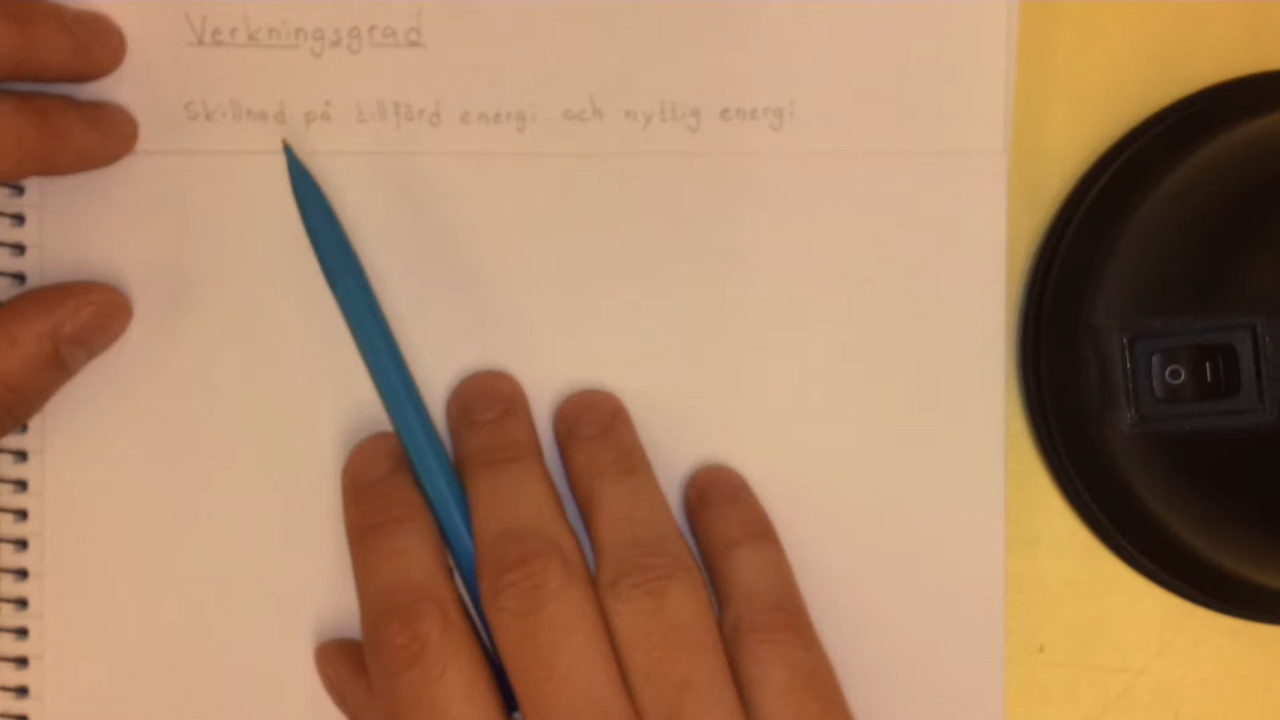 Verkningsgrad
Skillnad på tillförd energi och nyttig energi
O I